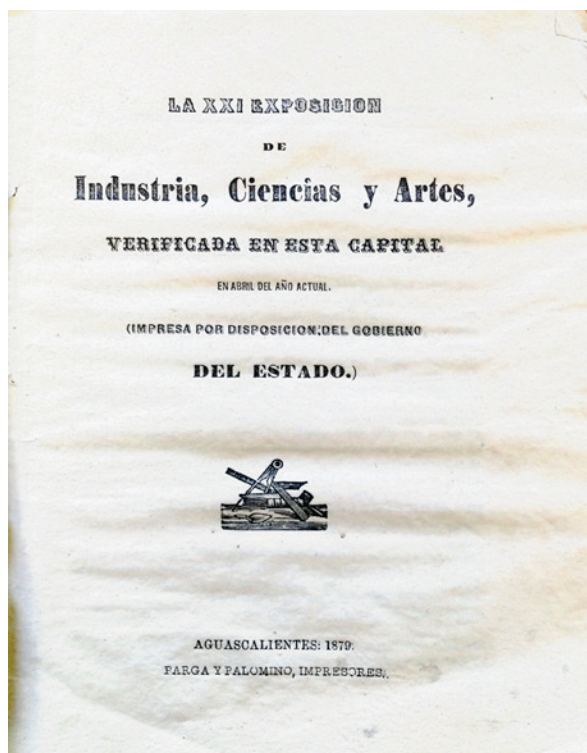 LA XXI EXPOSICION
DE
Industria, Ciencias y Artes,
VERIFICADA EN ESTA CAPITAL
EN ABRIL DEL AÑO ACTUAL.
(IMPRESA POR DISPOSICION DEL GOBIERNO
DEL ESTADO.)
AGUASCALIENTES: 1879.
PARGA Y PALOMINO, IMPRESORES.